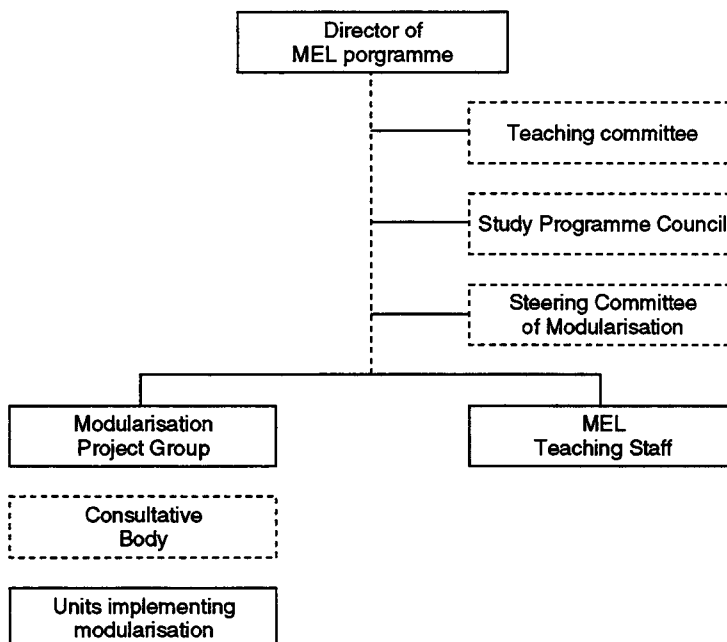 Director of
MEL porgramme
Teaching committee
Study Programme Council
Steering Committee
of Modularisation
Modularisation
Project Group
MEL
Teaching Staff
Consultative
Body
Units implementing
modularisation